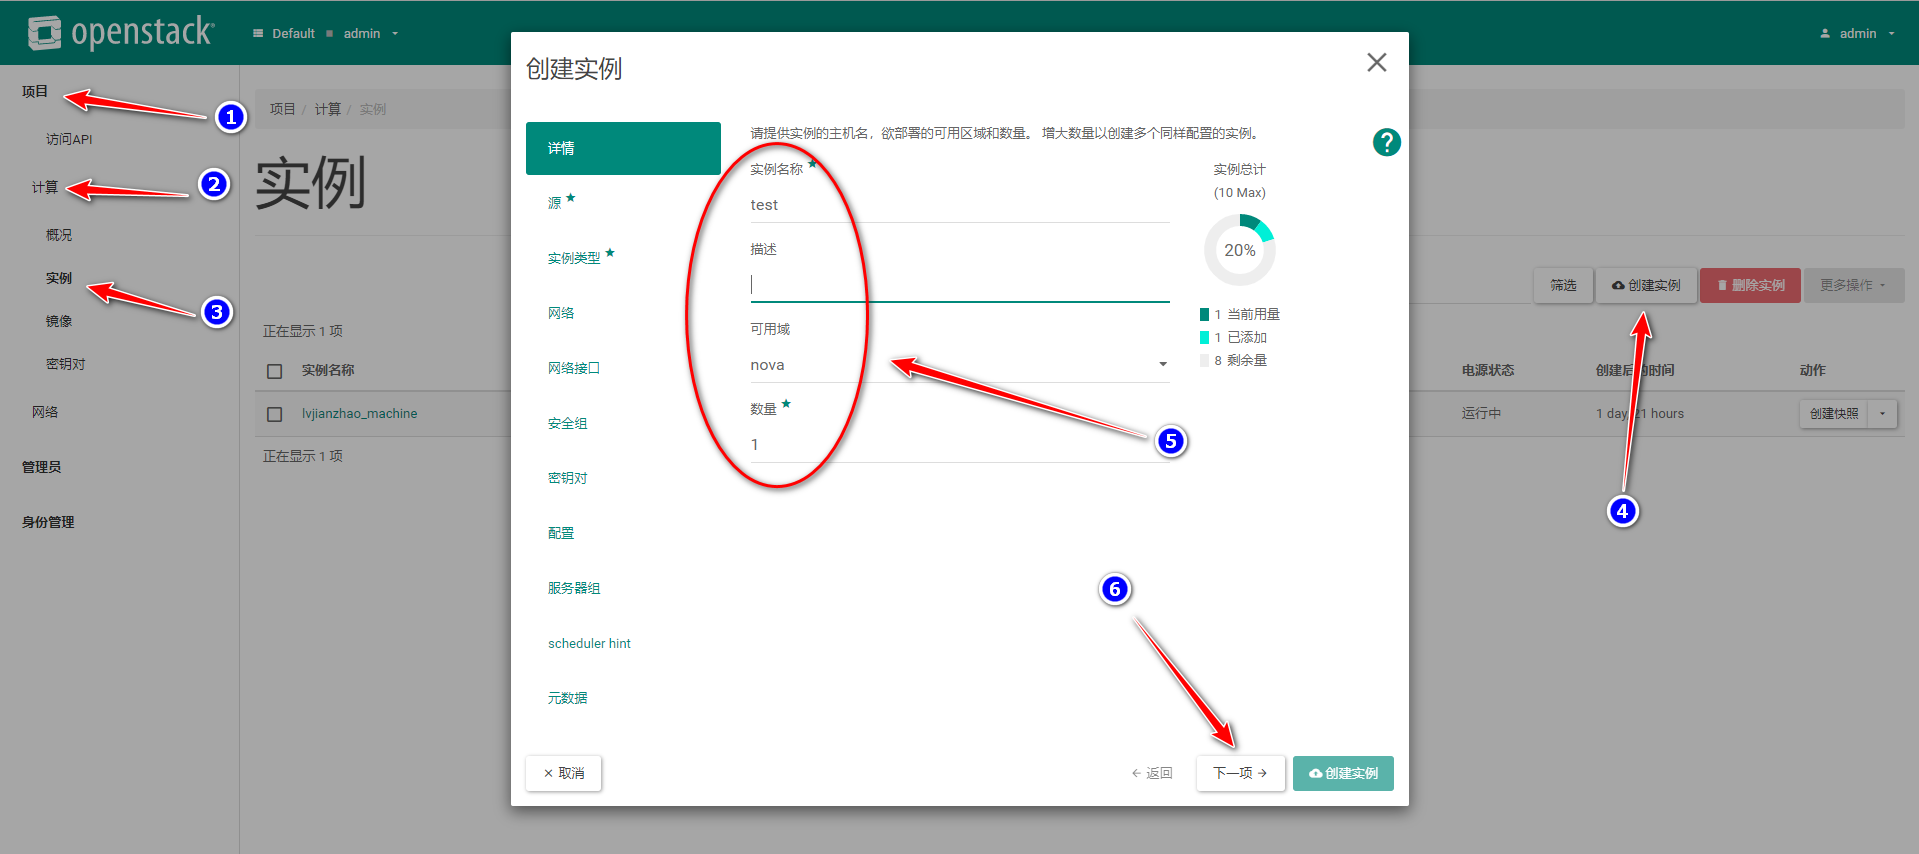 openstack
Default admin
admin
项目
1
访问API
计算
2
概况
实例
3
镜像
密钥对
网络
管理员
身份管理
项目 / 计算 / 实例
实例
正在显示 1 项
实例名称
lvjianzhao_machine
正在显示 1 项
创建实例
详情
源 ★
实例类型 ★
网络
网络接口
安全组
密钥对
配置
服务器组
scheduler hint
元数据
请提供实例的主机名，欲部署的可用区域和数量。 增大数量以创建多个同样配置的实例。
?
实例名称 ★
test
描述
可用域
nova
数量 ★
1
5
实例总计
(10 Max)
20%
1 当前用量
1 已添加
8 剩余量
6
× 取消
← 返回
下一项 →
创建实例
筛选
创建实例
删除实例
更多操作
电源状态
创建后的时间
动作
运行中
1 day, 21 hours
创建快照
4